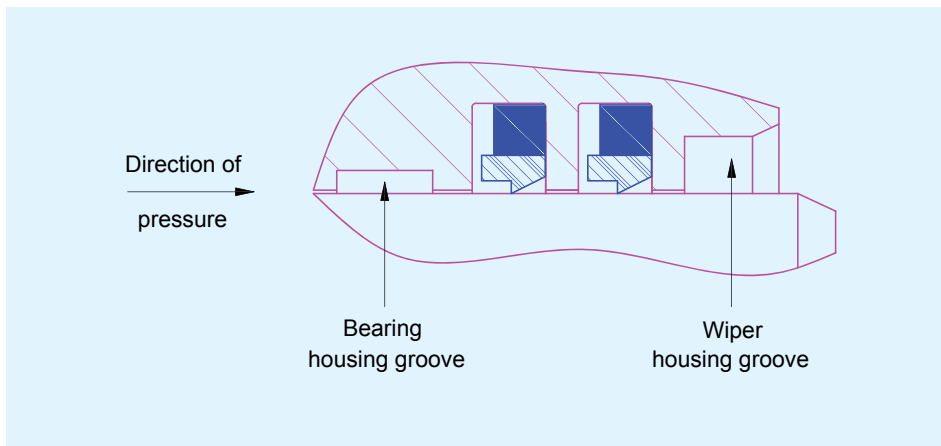 Direction of
pressure
Bearing
housing groove
Wiper
housing groove